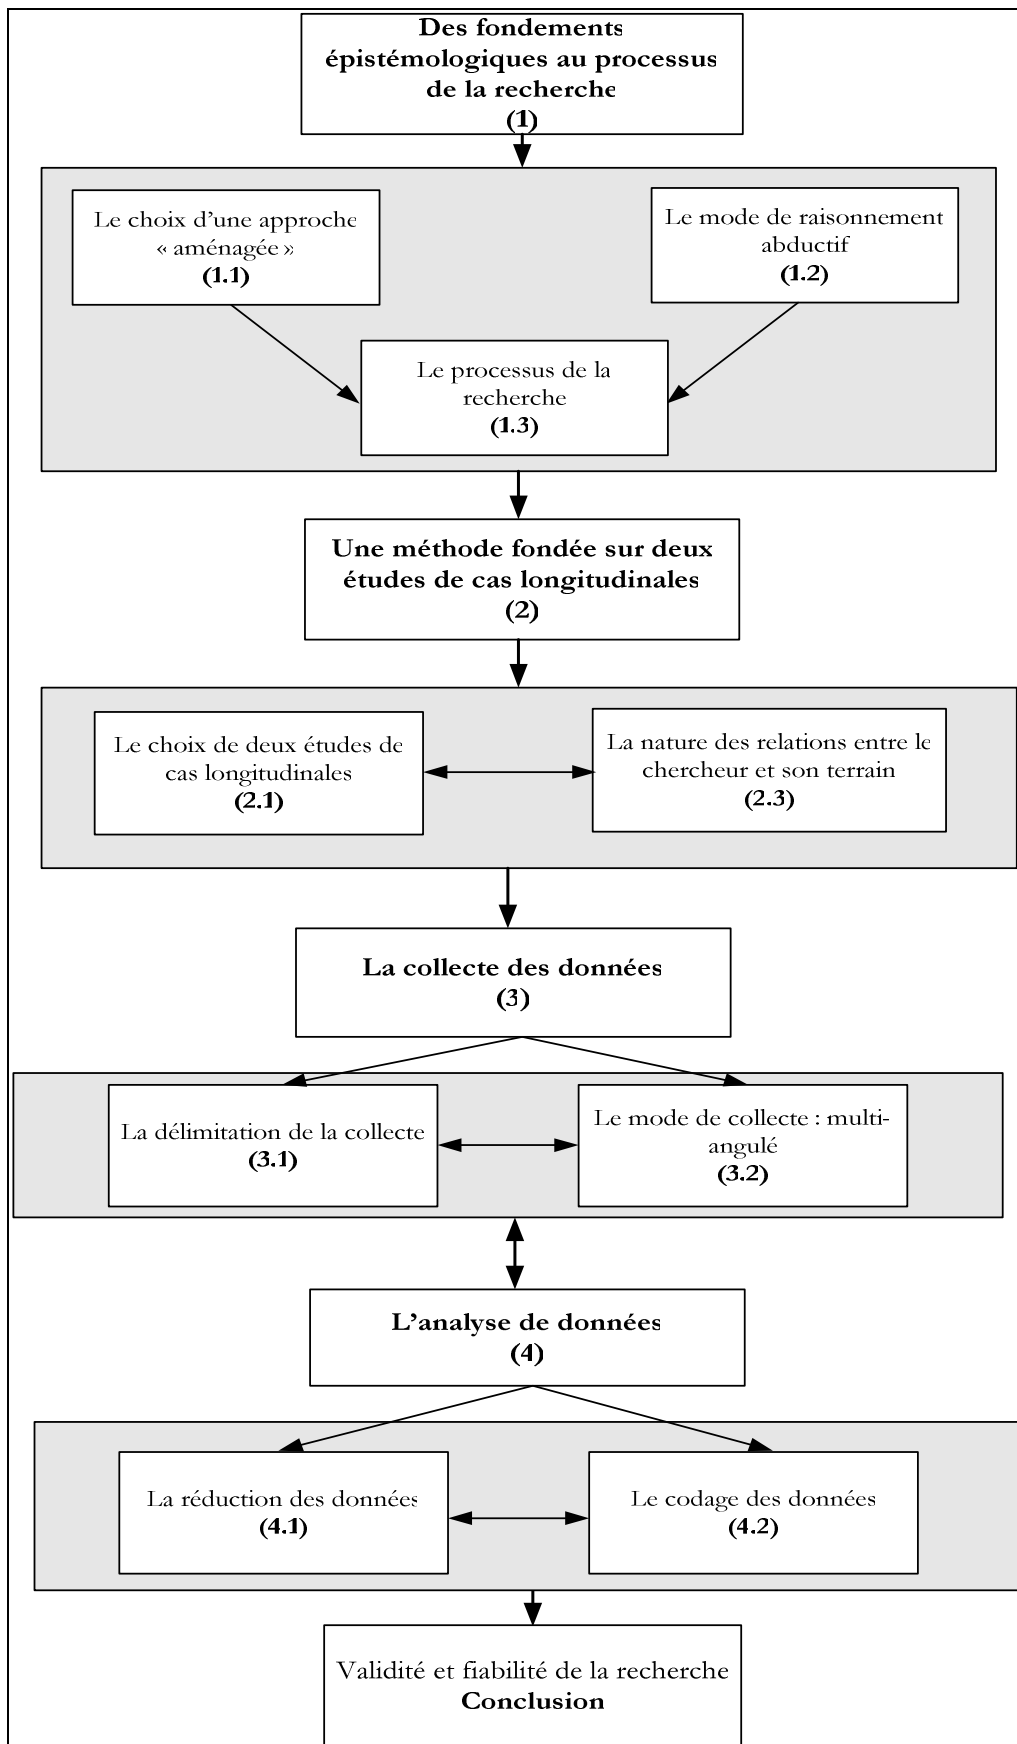 Des fondements
épistémologiques au processus
de la recherche
(1)
Le choix d'une approche
« aménagée »
(1.1)
Le mode de raisonnement
abductif
(1.2)
Le processus de la
recherche
(1.3)
Une méthode fondée sur deux
études de cas longitudinales
(2)
Le choix de deux études de
cas longitudinales
(2.1)
La nature des relations entre le
chercheur et son terrain
(2.3)
La collecte des données
(3)
La délimitation de la collecte
(3.1)
Le mode de collecte : multi-
angulé
(3.2)
L'analyse de données
(4)
La réduction des données
(4.1)
Le codage des données
(4.2)
Validité et fiabilité de la recherche
Conclusion